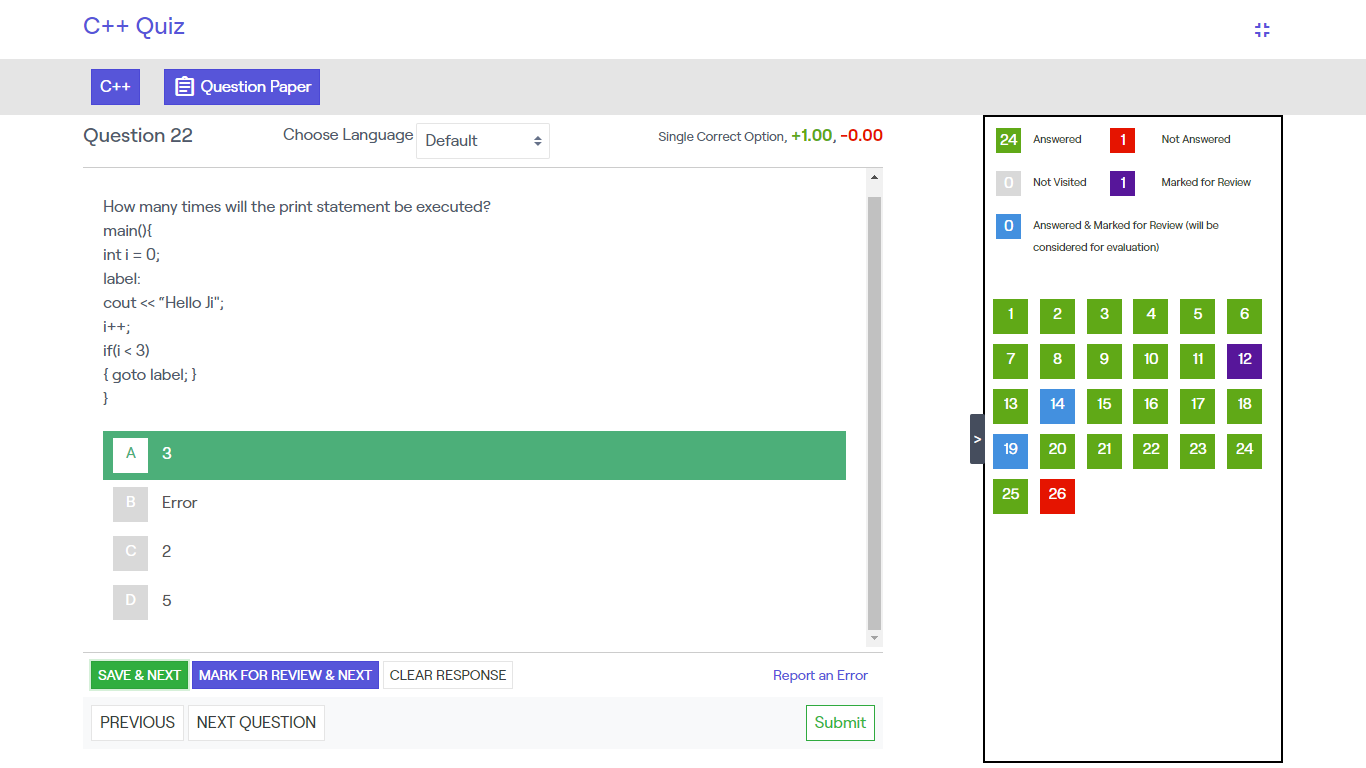 C++ Quiz
C++
Question Paper
Question 22
Choose Language
Default
Single Correct Option, +1.00, -0.00
How many times will the print statement be executed?
main(){
int i = 0;
label:
cout << “Hello Ji";
i++;
if(i < 3)
{ goto label; }
}
A 3
B Error
C 2
D 5
SAVE & NEXT
MARK FOR REVIEW & NEXT
CLEAR RESPONSE
Report an Error
PREVIOUS
NEXT QUESTION
Submit
>
24 Answered
1 Not Answered
0 Not Visited
1 Marked for Review
0 Answered & Marked for Review (will be
considered for evaluation)
1 2 3 4 5 6
7 8 9 10 11 12
13 14 15 16 17 18
19 20 21 22 23 24
25 26